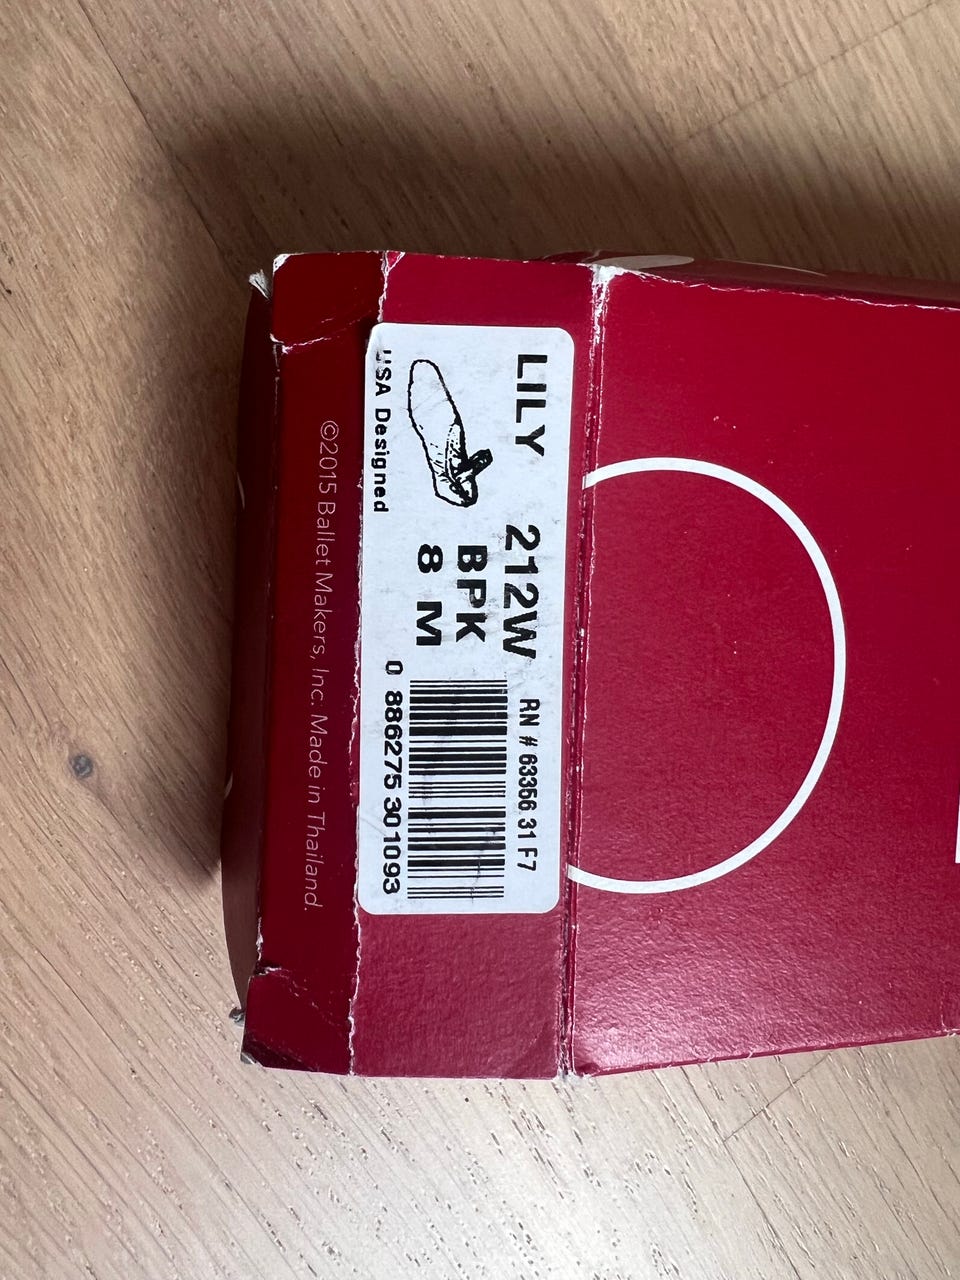 LILY 212W RN # 63356.31 F7
BPK
8 M
USA Designed
0 886275 301093
©2015 Ballet Makers, Inc. Made in Thailand.